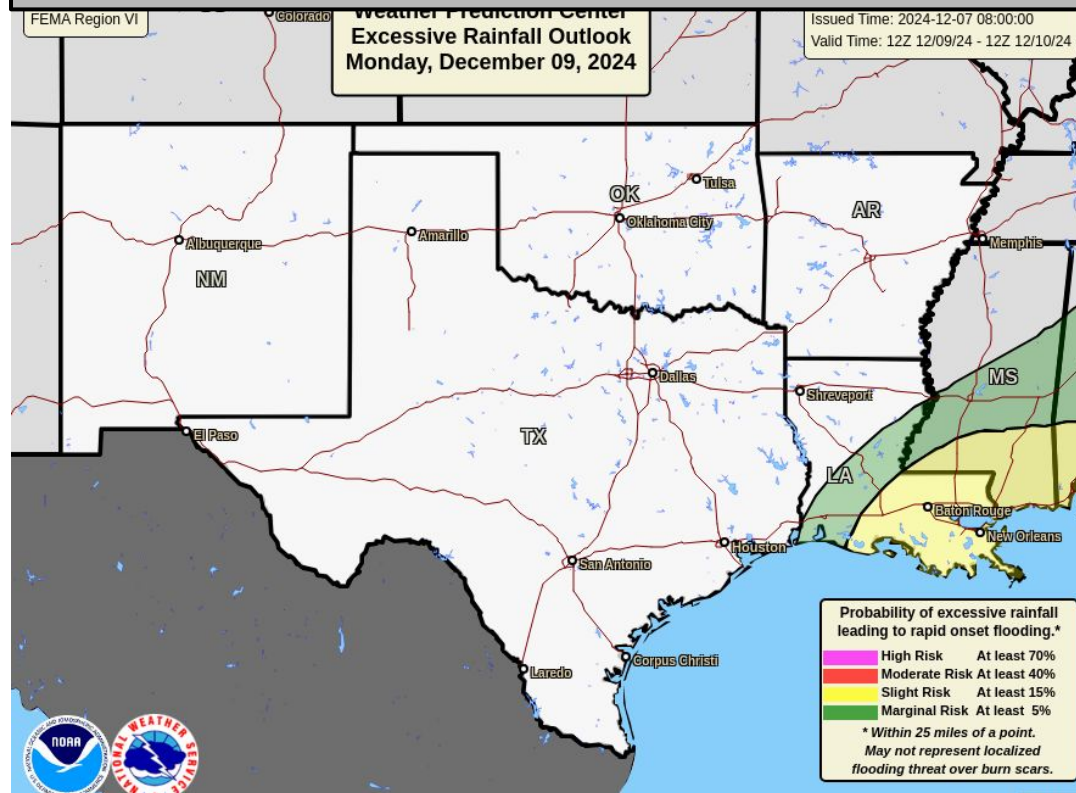 FEMA Region VI
Colorado
Weather Prediction Center
Excessive Rainfall Outlook
Monday, December 09, 2024
Issued Time: 2024-12-07 08:00:00
Valid Time: 12Z 12/09/24 - 12Z 12/10/24
Tulsa
OK
Oklahoma City
AR
Albuquerque
Amarillo
Memphis
NM
Dallas
MS
Shreveport
El Paso
TX
LA
Baton Rouge
New Orleans
Houston
San Antonio
Corpus Christi
Laredo
Probability of excessive rainfall
leading to rapid onset flooding.*
High Risk At least 70%
Moderate Risk At least 40%
Slight Risk At least 15%
Marginal Risk At least 5%
* Within 25 miles of a point.
May not represent localized
flooding threat over burn scars.
NOAA
NATIONAL WEATHER SERVICE